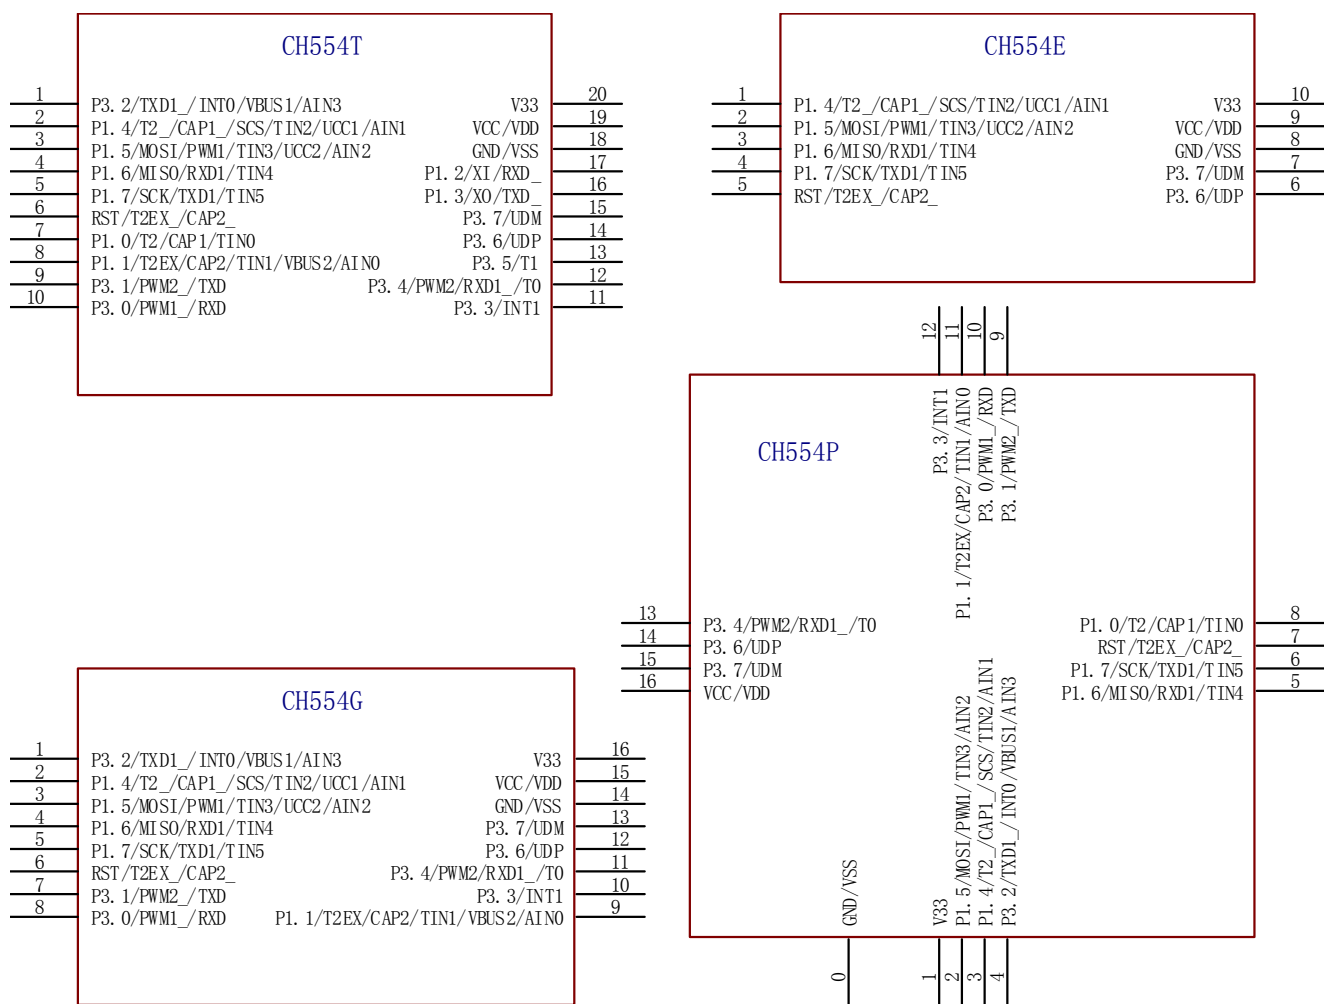 CH554T
1 P3.2/TXD1_/INT0/VBUS1/AIN3 V33 20
2 P1.4/T2_/CAP1_/SCS/TIN2/UCC1/AIN1 VCC/VDD 19
3 P1.5/MOSI/PWM1/TIN3/UCC2/AIN2 GND/VSS 18
4 P1.6/MISO/RXD1/TIN4 P1.2/XI/RXD_ 17
5 P1.7/SCK/TXD1/TIN5 P1.3/XO/TXD_ 16
6 RST/T2EX_/CAP2_ P3.7/UDM 15
7 P1.0/T2/CAP1/TIN0 P3.6/UDP 14
8 P1.1/T2EX/CAP2/TIN1/VBUS2/AIN0 P3.5/T1 13
9 P3.1/PWM2_/TXD P3.4/PWM2/RXD1_/T0 12
10 P3.0/PWM1_/RXD P3.3/INT1 11
CH554E
1 P1.4/T2_/CAP1_/SCS/TIN2/UCC1/AIN1 V33 10
2 P1.5/MOSI/PWM1/TIN3/UCC2/AIN2 VCC/VDD 9
3 P1.6/MISO/RXD1/TIN4 GND/VSS 8
4 P1.7/SCK/TXD1/TIN5 P3.7/UDM 7
5 RST/T2EX_/CAP2_ P3.6/UDP 6
CH554G
1 P3.2/TXD1_/INT0/VBUS1/AIN3 V33 16
2 P1.4/T2_/CAP1_/SCS/TIN2/UCC1/AIN1 VCC/VDD 15
3 P1.5/MOSI/PWM1/TIN3/UCC2/AIN2 GND/VSS 14
4 P1.6/MISO/RXD1/TIN4 P3.7/UDM 13
5 P1.7/SCK/TXD1/TIN5 P3.6/UDP 12
6 RST/T2EX_/CAP2_ P3.4/PWM2/RXD1_/T0 11
7 P3.1/PWM2_/TXD P3.3/INT1 10
8 P3.0/PWM1_/RXD P1.1/T2EX/CAP2/TIN1/VBUS2/AIN0 9
CH554P
12 P3.3/INT1
11 P1.1/T2EX/CAP2/TIN1/AIN0
10 P3.0/PWM1_/RXD
9 P3.1/PWM2_/TXD
13 P3.4/PWM2/RXD1_/T0 P1.0/T2/CAP1/TIN0 8
14 P3.6/UDP RST/T2EX_/CAP2_ 7
15 P3.7/UDM P1.7/SCK/TXD1/TIN5 6
16 VCC/VDD P1.6/MISO/RXD1/TIN4 5
0 GND/VSS
1 V33
2 P1.5/MOSI/PWM1/TIN3/AIN2
3 P1.4/T2_/CAP1_/SCS/TIN2/AIN1
4 P3.2/TXD1_/INT0/VBUS1/AIN3